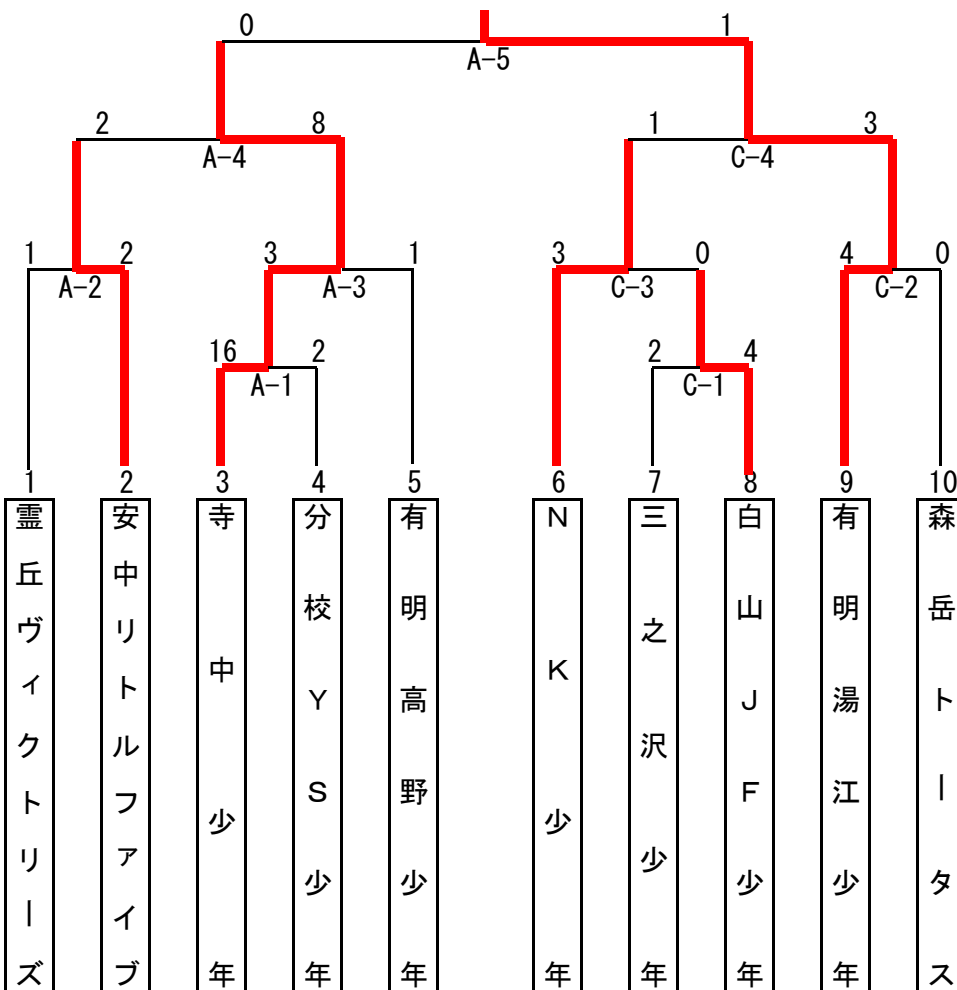 0 1
A-5
2 8 1 3
A-4 C-4
1 2 3 1 3 0 4 0
A-2 A-3 C-3 C-2
16 2 2 4
A-1 C-1
1 2 3 4 5 6 7 8 9 10
霊丘ヴィクトリーズ
安中リトルファイブ
寺中少年
分校YS少年
有明高野少年
NK少年
三之沢少年
白山JF少年
有明湯江少年
森岳トータス